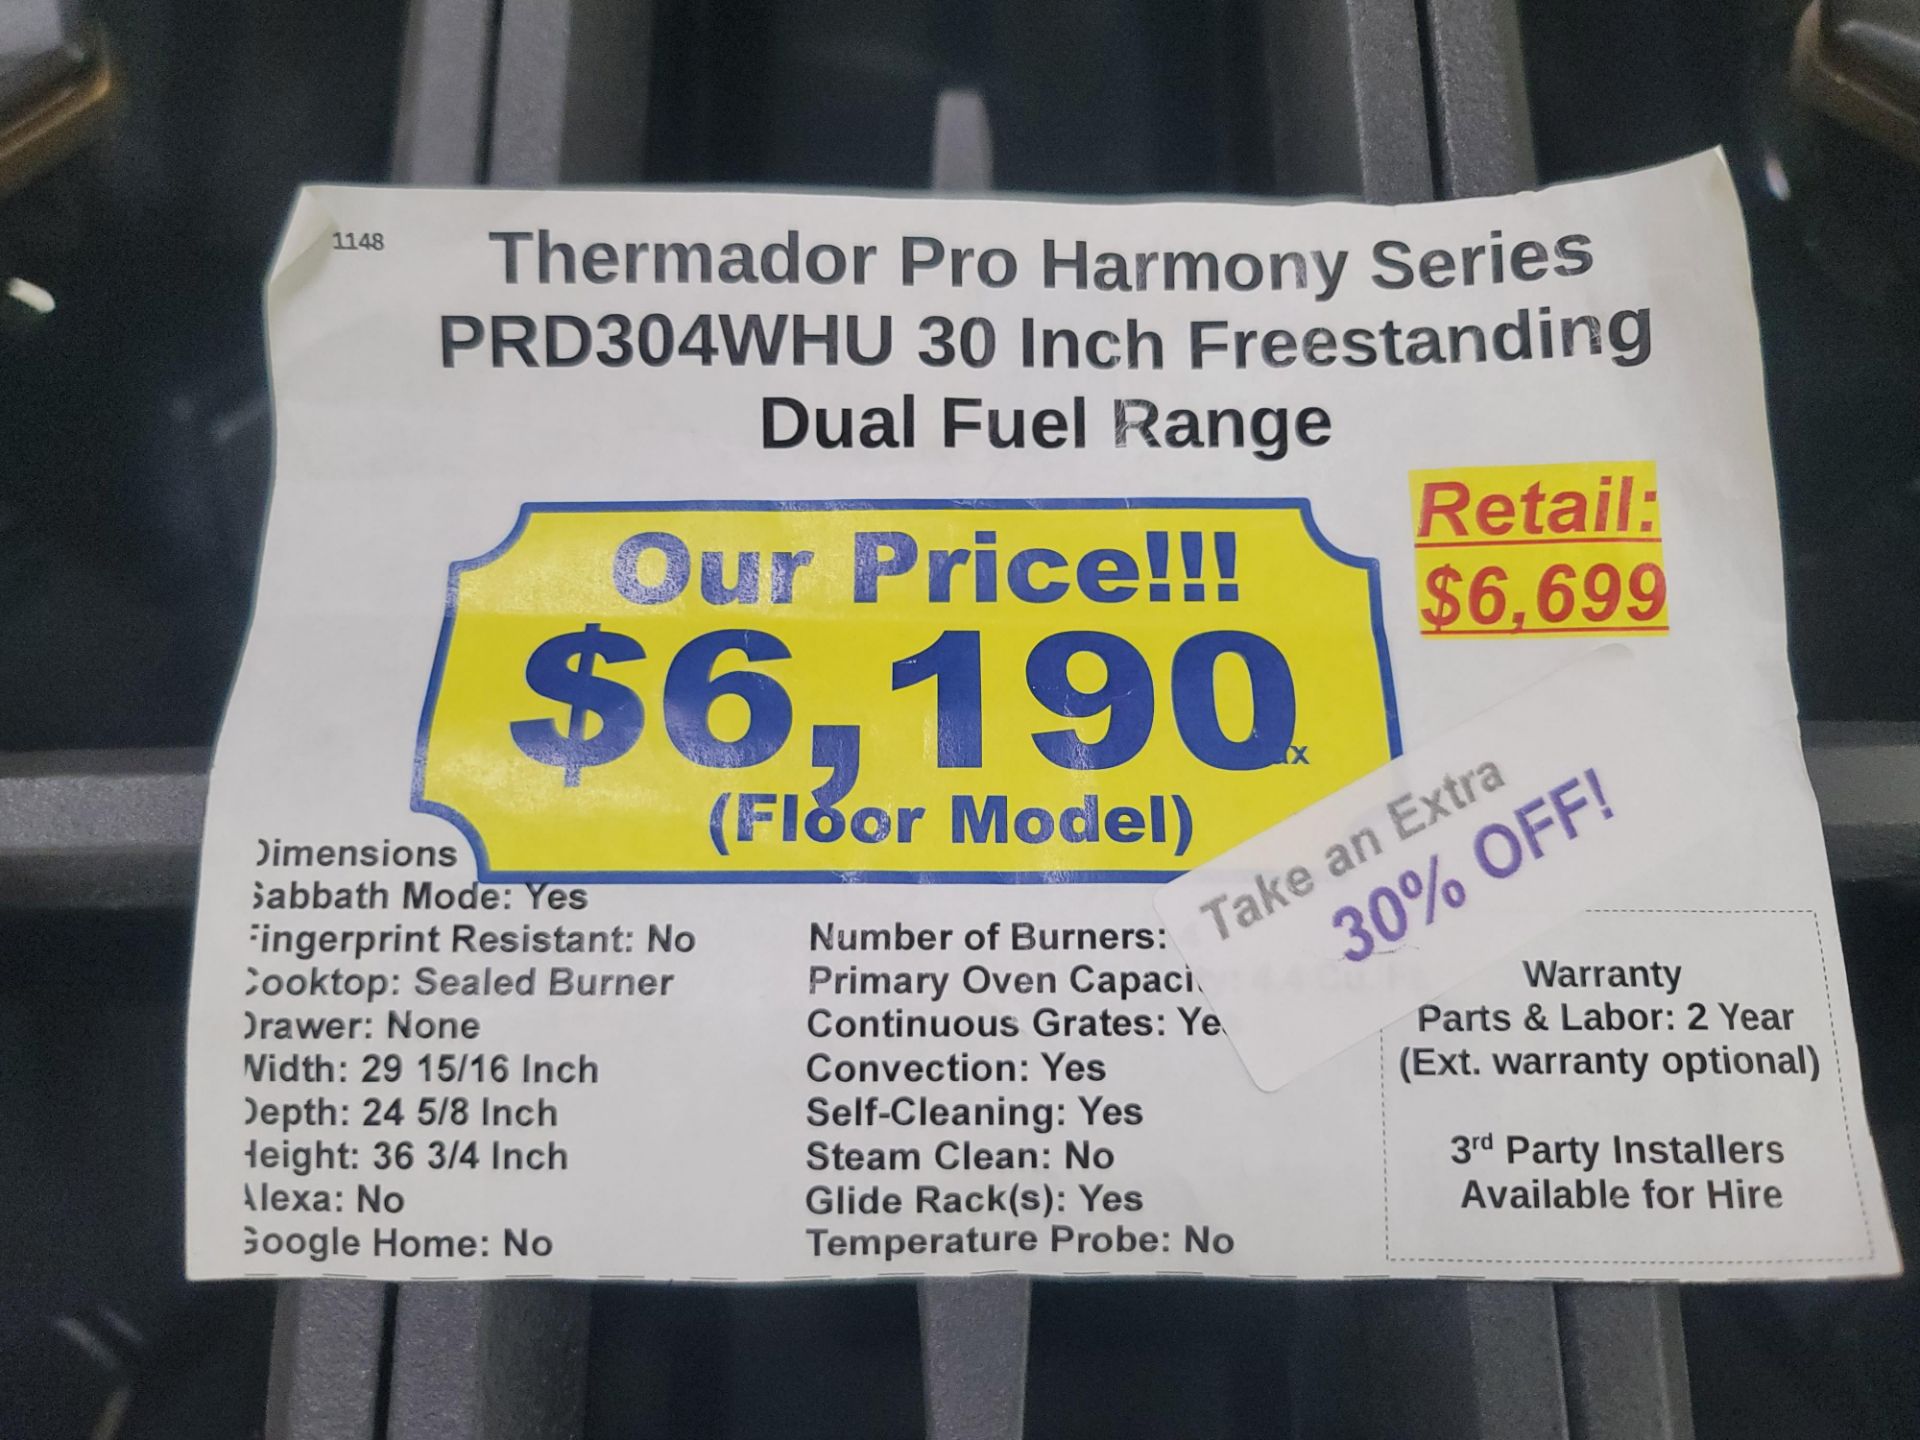 1148
Thermador Pro Harmony Series
PRD304WHU 30 Inch Freestanding
Dual Fuel Range
Our Price!!!
$6,190
(Floor Model)
Retail:
$6,699
Take an Extra
30% OFF!
Dimensions
Sabbath Mode: Yes
Fingerprint Resistant: No
Cooktop: Sealed Burner
Drawer: None
Width: 29 15/16 Inch
Depth: 24 5/8 Inch
Height: 36 3/4 Inch
Alexa: No
Google Home: No
Number of Burners:
Primary Oven Capaci
Continuous Grates: Yes
Convection: Yes
Self-Cleaning: Yes
Steam Clean: No
Glide Rack(s): Yes
Temperature Probe: No
Warranty
Parts & Labor: 2 Year
(Ext. warranty optional)
3rd Party Installers
Available for Hire